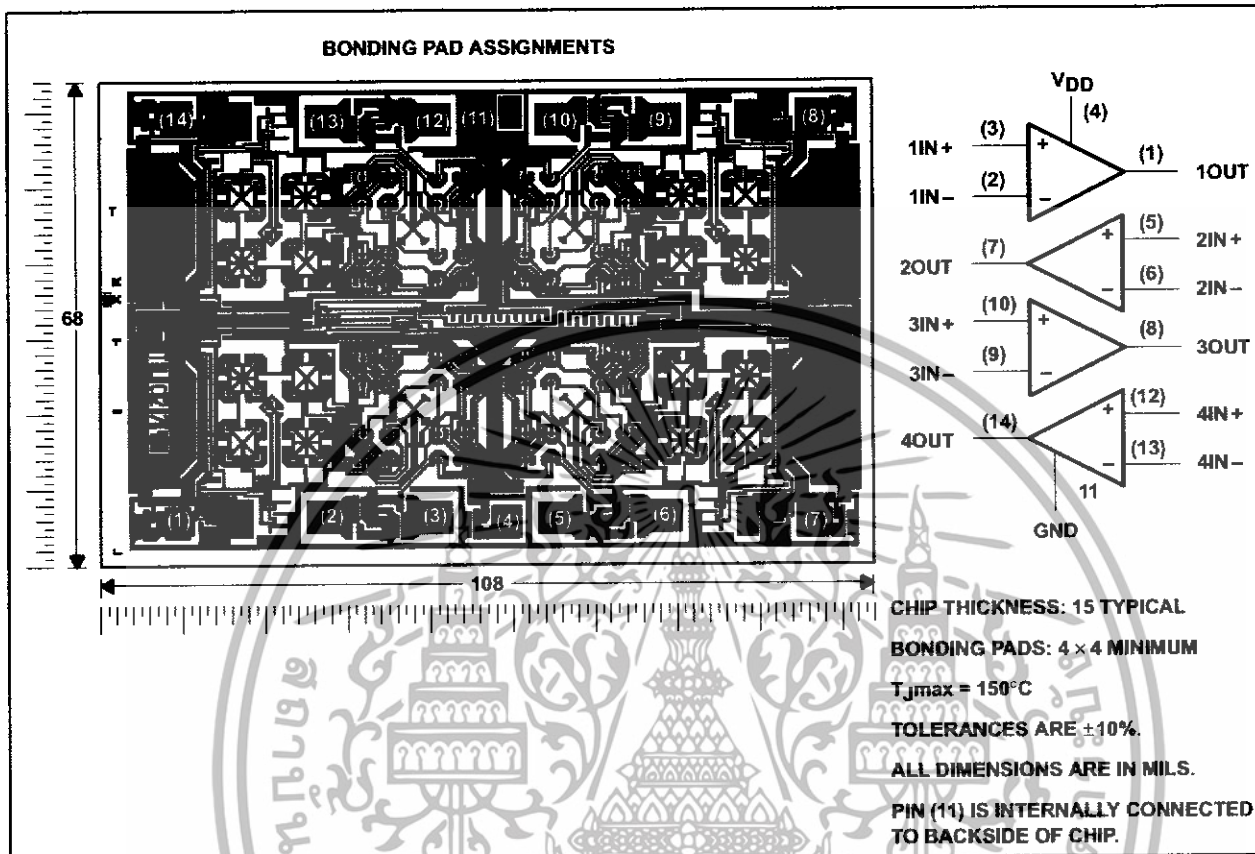 BONDING PAD ASSIGNMENTS
(14) (13) (12) (11) (10) (9) (8)
68
(1) (2) (3) (4) (5) (6) (7)
108
VDD
(4)
1IN+ (3) + (1) 1OUT
1IN− (2) −
2OUT (7) + (5) 2IN+
− (6) 2IN−
3IN+ (10) + (8) 3OUT
3IN− (9) −
4OUT (14) + (12) 4IN+
− (13) 4IN−
11
GND
CHIP THICKNESS: 15 TYPICAL
BONDING PADS: 4 × 4 MINIMUM
TJmax = 150°C
TOLERANCES ARE ±10%.
ALL DIMENSIONS ARE IN MILS.
PIN (11) IS INTERNALLY CONNECTED
TO BACKSIDE OF CHIP.